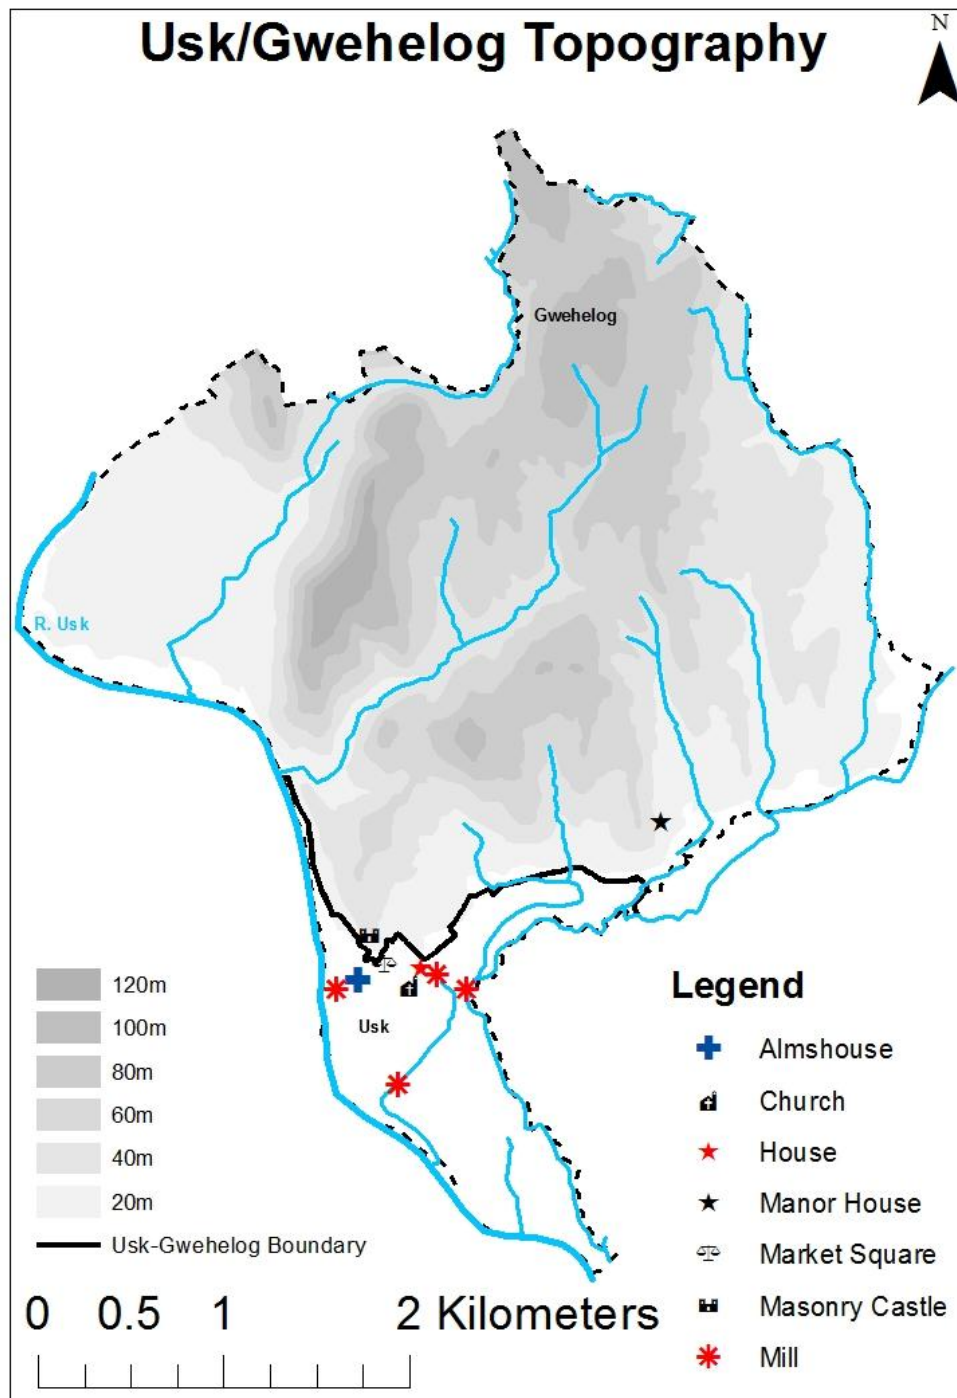 Usk/Gwehelog Topography
N
Gwehelog
R. Usk
Usk
120m
100m
80m
60m
40m
20m
Usk-Gwehelog Boundary
0 0.5 1 2 Kilometers
Legend
Almshouse
Church
House
Manor House
Market Square
Masonry Castle
Mill